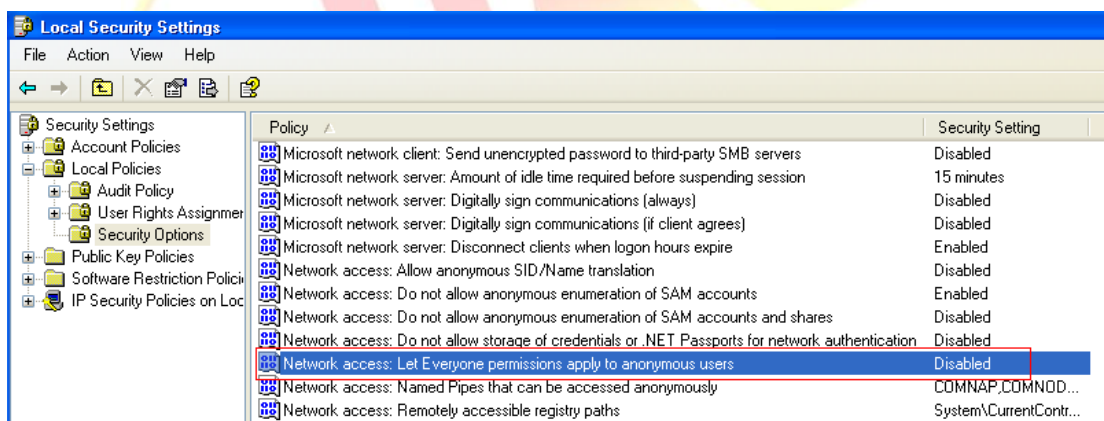 Local Security Settings
File Action View Help
Security Settings
Account Policies
Local Policies
Audit Policy
User Rights Assignmer
Security Options
Public Key Policies
Software Restriction Polici
IP Security Policies on Loc
Policy Security Setting
Microsoft network client: Send unencrypted password to third-party SMB servers Disabled
Microsoft network server: Amount of idle time required before suspending session 15 minutes
Microsoft network server: Digitally sign communications (always) Disabled
Microsoft network server: Digitally sign communications (if client agrees) Disabled
Microsoft network server: Disconnect clients when logon hours expire Enabled
Network access: Allow anonymous SID/Name translation Disabled
Network access: Do not allow anonymous enumeration of SAM accounts Enabled
Network access: Do not allow anonymous enumeration of SAM accounts and shares Disabled
Network access: Do not allow storage of credentials or .NET Passports for network authentication Disabled
Network access: Let Everyone permissions apply to anonymous users Disabled
Network access: Named Pipes that can be accessed anonymously COMNAP,COMNOD...
Network access: Remotely accessible registry paths System\CurrentContr...